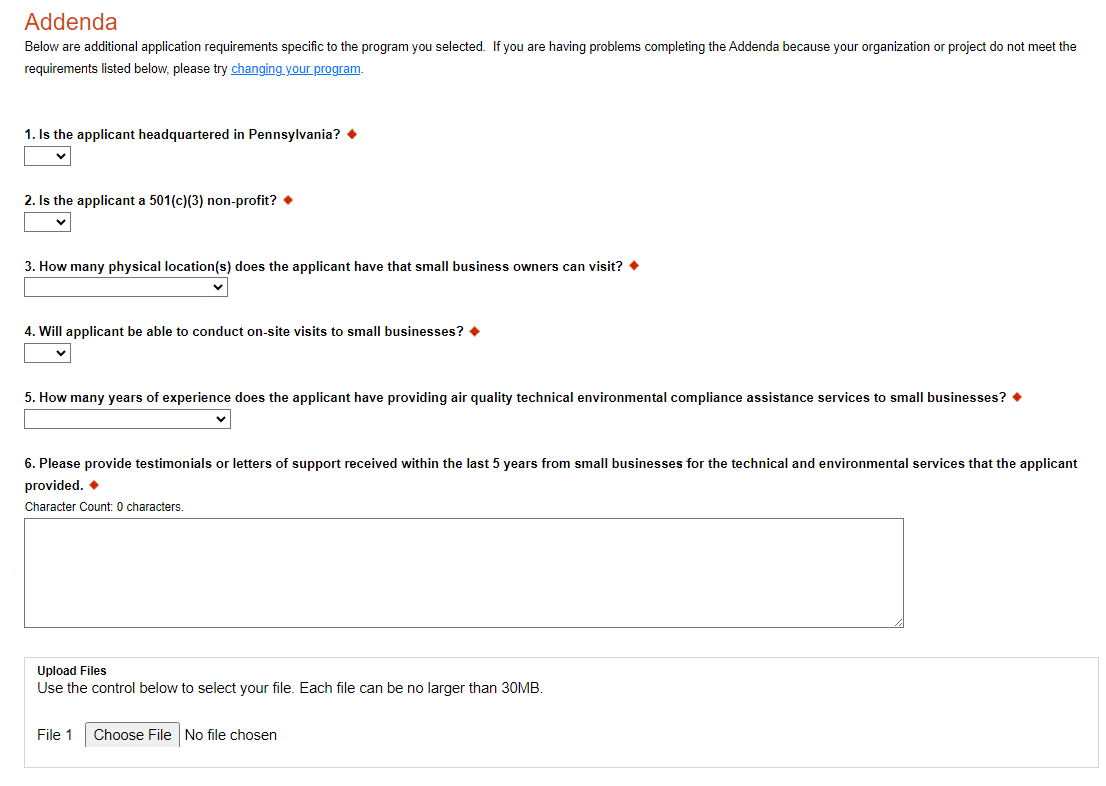 Addenda
Below are additional application requirements specific to the program you selected.  If you are having problems completing the Addenda because your organization or project do not meet the
requirements listed below, please try changing your program.
1. Is the applicant headquartered in Pennsylvania?
2. Is the applicant a 501(c)(3) non-profit?
3. How many physical location(s) does the applicant have that small business owners can visit?
4. Will applicant be able to conduct on-site visits to small businesses?
5. How many years of experience does the applicant have providing air quality technical environmental compliance assistance services to small businesses?
6. Please provide testimonials or letters of support received within the last 5 years from small businesses for the technical and environmental services that the applicant
provided.
Character Count: 0 characters.
Upload Files
Use the control below to select your file. Each file can be no larger than 30MB.
File 1 Choose File No file chosen